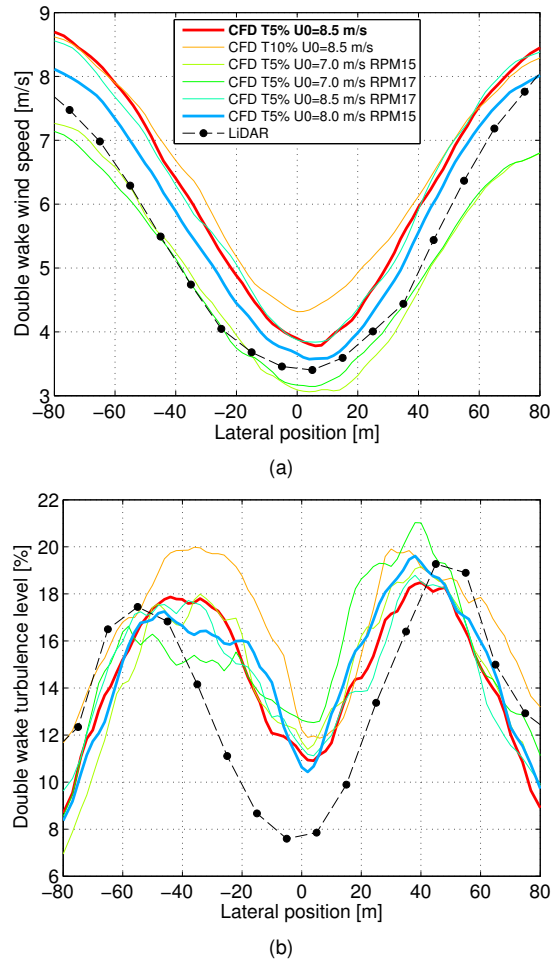 CFD T5% U0=8.5 m/s
CFD T10% U0=8.5 m/s
CFD T5% U0=7.0 m/s RPM15
CFD T5% U0=7.0 m/s RPM17
CFD T5% U0=8.5 m/s RPM17
CFD T5% U0=8.0 m/s RPM15
LiDAR
Double wake wind speed [m/s]
9
8
7
6
5
4
3
−80 −60 −40 −20 0 20 40 60 80
Lateral position [m]
(a)
Double wake turbulence level [%]
22
20
18
16
14
12
10
8
6
−80 −60 −40 −20 0 20 40 60 80
Lateral position [m]
(b)